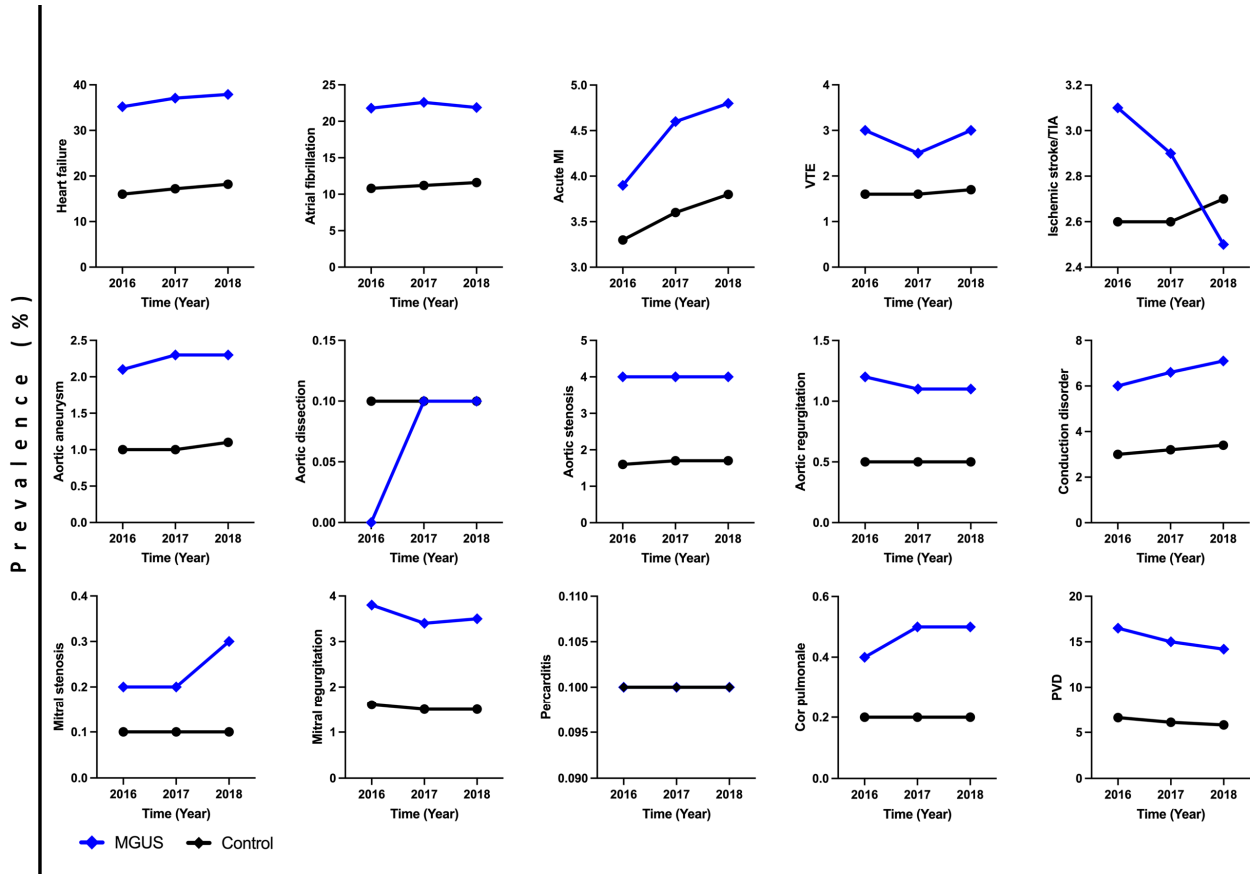 Prevalence (%)
Heart failure
40
30
20
10
0
2016 2017 2018
Time (Year)
Atrial fibrillation
25
20
15
10
5
0
2016 2017 2018
Time (Year)
Acute MI
5.0
4.5
4.0
3.5
3.0
2016 2017 2018
Time (Year)
VTE
4
3
2
1
0
2016 2017 2018
Time (Year)
Ischemic stroke/TIA
3.2
3.0
2.8
2.6
2.4
2016 2017 2018
Time (Year)
Aortic aneurysm
2.5
2.0
1.5
1.0
0.5
0.0
2016 2017 2018
Time (Year)
Aortic dissection
0.15
0.10
0.05
0.00
2016 2017 2018
Time (Year)
Aortic stenosis
5
4
3
2
1
0
2016 2017 2018
Time (Year)
Aortic regurgitation
1.5
1.0
0.5
0.0
2016 2017 2018
Time (Year)
Conduction disorder
8
6
4
2
0
2016 2017 2018
Time (Year)
Mitral stenosis
0.4
0.3
0.2
0.1
0.0
2016 2017 2018
Time (Year)
Mitral regurgitation
4
3
2
1
0
2016 2017 2018
Time (Year)
Percarditis
0.110
0.105
0.100
0.095
0.090
2016 2017 2018
Time (Year)
Cor pulmonale
0.6
0.4
0.2
0.0
2016 2017 2018
Time (Year)
PVD
20
15
10
5
0
2016 2017 2018
Time (Year)
MGUS Control